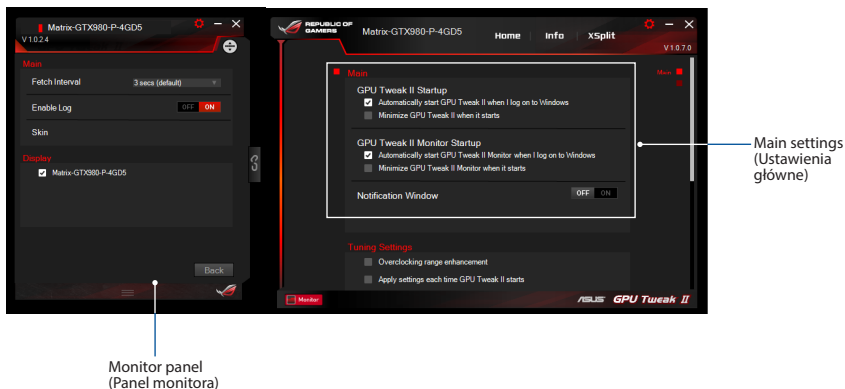 Matrix-GTX980-P-4GD5
V 1.0.2.4
Main
Fetch Interval 3 secs (default)
Enable Log OFF ON
Skin
Display
Matrix-GTX980-P-4GD5
Back
REPUBLIC OF
GAMERS
Matrix-GTX980-P-4GD5
Home Info XSplit
V 1.0.7.0
Main
Main
GPU Tweak II Startup
Automatically start GPU Tweak II when I log on to Windows
Minimize GPU Tweak II when it starts
GPU Tweak II Monitor Startup
Automatically start GPU Tweak II Monitor when I log on to Windows
Minimize GPU Tweak II Monitor when it starts
Notification Window OFF ON
Tuning Settings
Overclocking range enhancement
Apply settings each time GPU Tweak II starts
Monitor
ASUS GPU Tweak II
Main settings
(Ustawienia
główne)
Monitor panel
(Panel monitora)